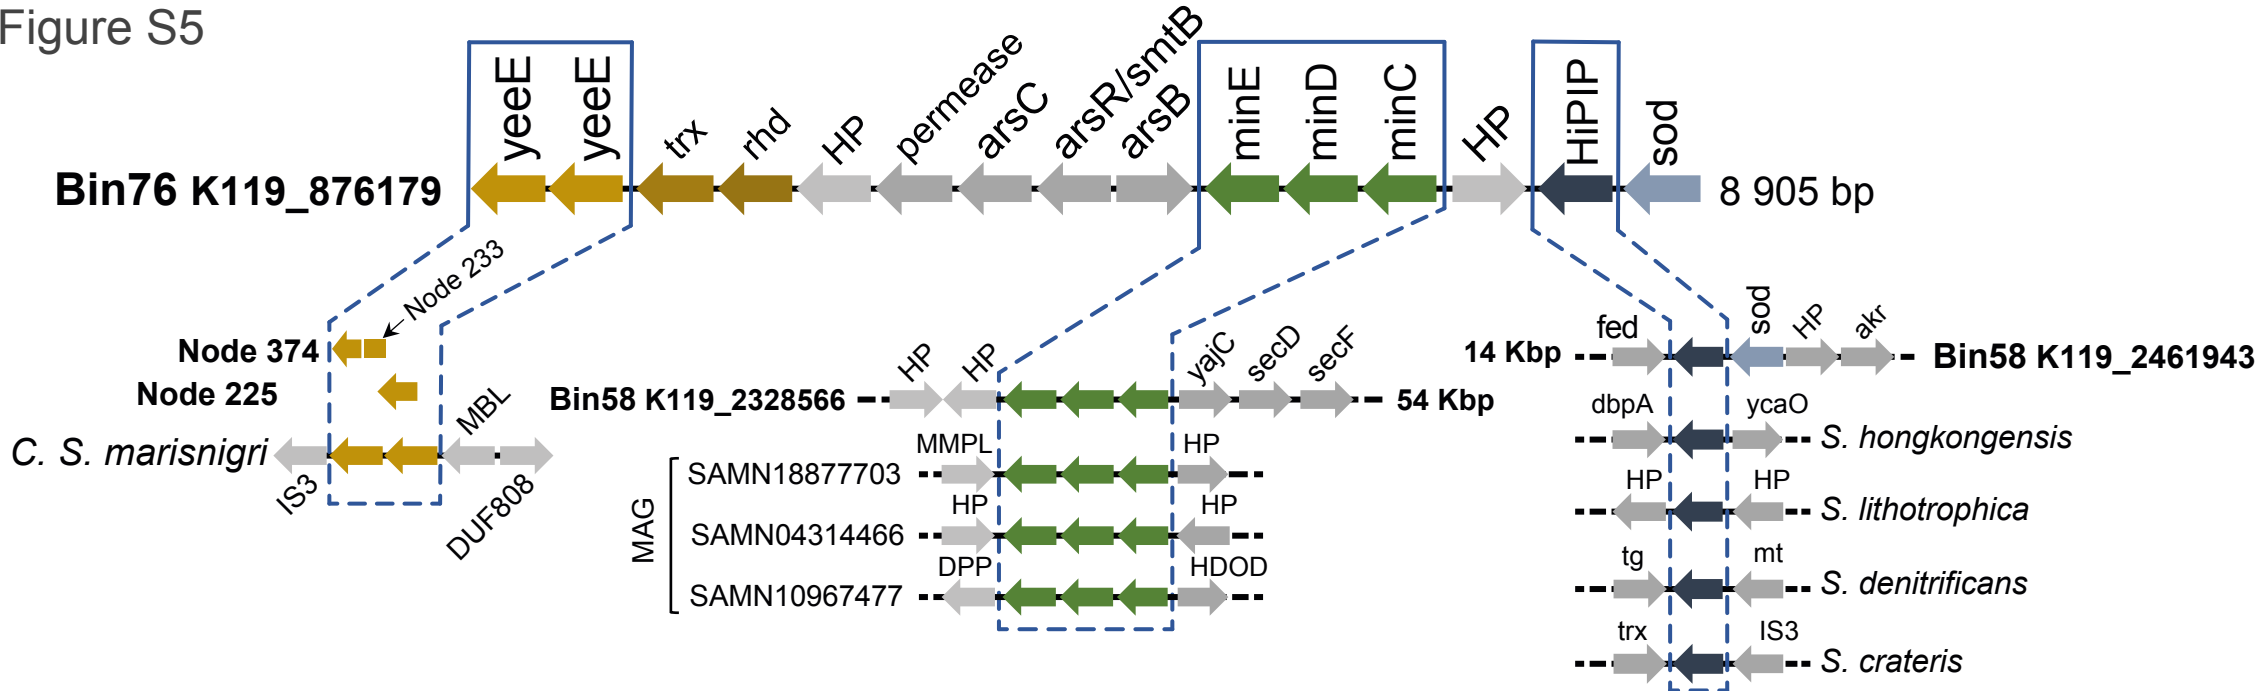 Figure S5
yeeE yeeE trx rhd HP permease arsC arsR/smtB arsB minE minD minC HP HiPIP sod
Bin76 K119_876179 8 905 bp
Node 233
Node 374
Node 225
C. S. marisnigri
IS3 MBL DUF808
HP HP yajC secD secF
Bin58 K119_2328566 54 Kbp
MAG
MMPL HP
SAMN18877703
HP HP
SAMN04314466
DPP HDOD
SAMN10967477
fed sod HP akr
14 Kbp Bin58 K119_2461943
dbpA ycaO
S. hongkongensis
HP HP
S. lithotrophica
tg mt
S. denitrificans
trx IS3
S. crateris